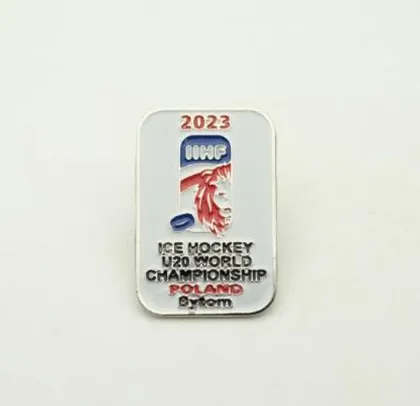 2023
IIHF
ICE HOCKEY
U20 WORLD
CHAMPIONSHIP
POLAND
Bytom